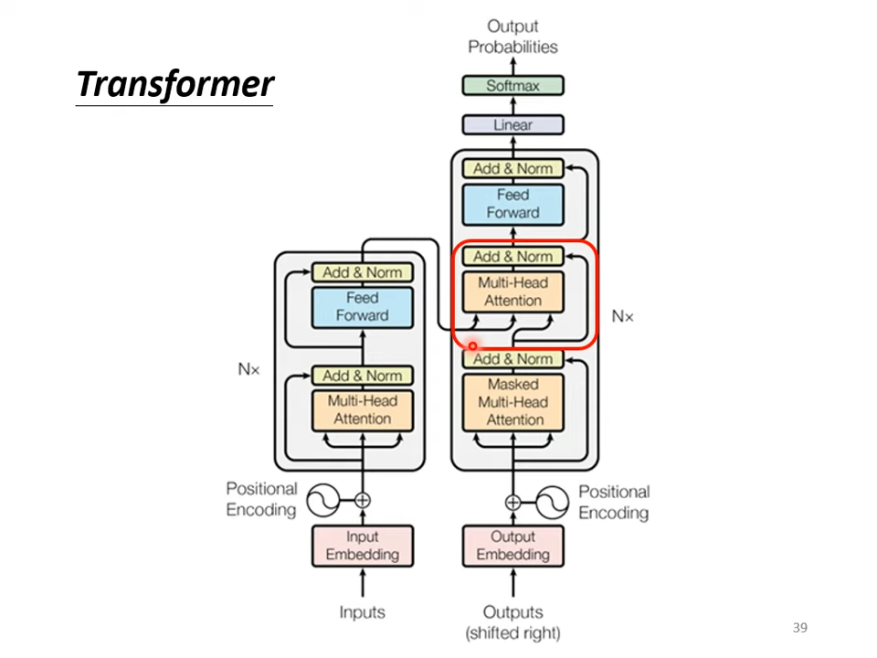 Transformer
Output
Probabilities
Softmax
Linear
Add & Norm
Feed
Forward
Add & Norm
Multi-Head
Attention
Nx
Add & Norm
Masked
Multi-Head
Attention
Positional
Encoding
Output
Embedding
Outputs
(shifted right)
Add & Norm
Feed
Forward
Nx
Add & Norm
Multi-Head
Attention
Positional
Encoding
Input
Embedding
Inputs
39